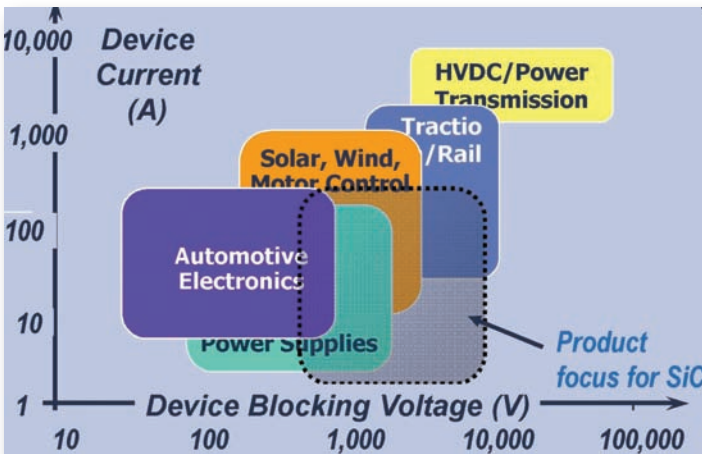 10,000
Device
Current
(A)
HVDC/Power
Transmission
1,000
Tractio
/Rail
Solar, Wind,
Motor Control
100
Automotive
Electronics
10
Power Supplies
Product
focus for SiC
1
Device Blocking Voltage (V)
10
100
1,000
10,000
100,000